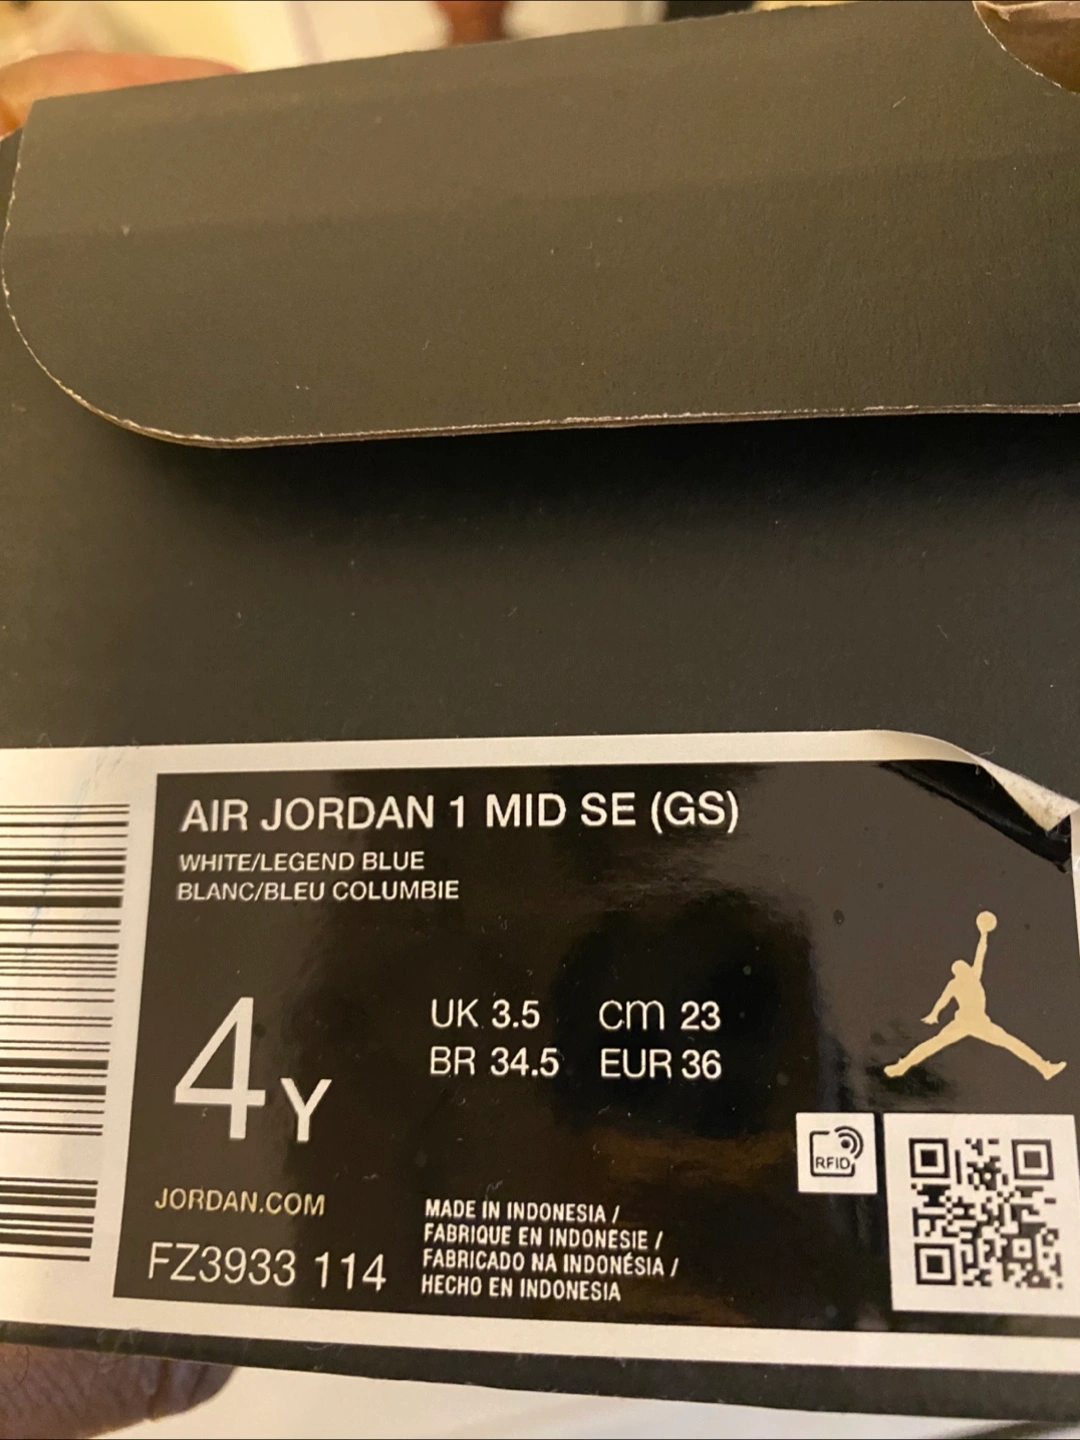 AIR JORDAN 1 MID SE (GS)
WHITE/LEGEND BLUE
BLANC/BLEU COLUMBIE
4Y
UK 3.5 cm 23
BR 34.5 EUR 36
RFID
JORDAN.COM
FZ3933 114
MADE IN INDONESIA /
FABRIQUE EN INDONESIE /
FABRICADO NA INDONÉSIA /
HECHO EN INDONESIA